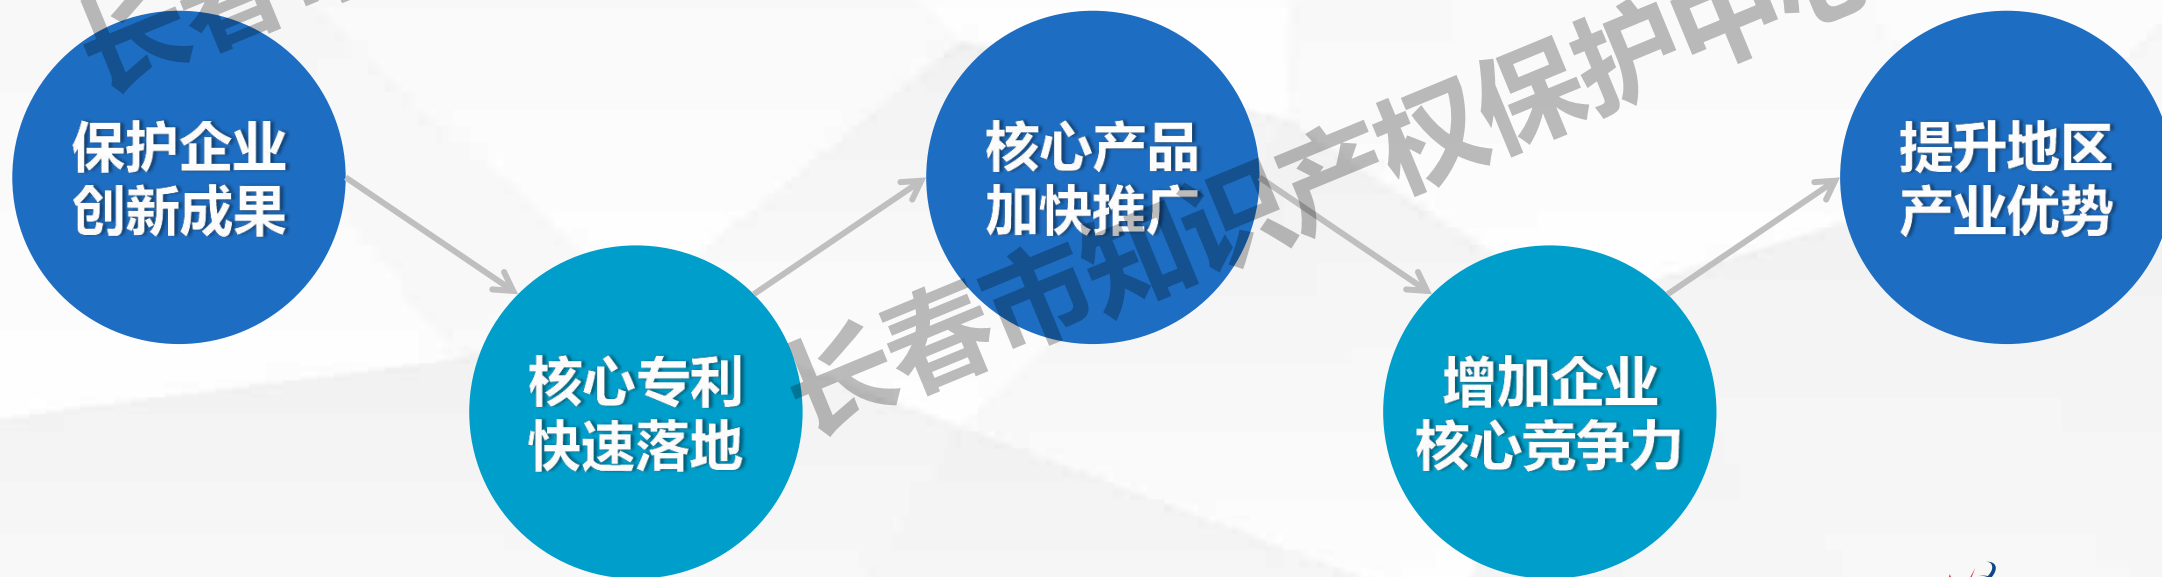 保护企业
创新成果
核心专利
快速落地
核心产品
加快推广
增加企业
核心竞争力
提升地区
产业优势
长春市知识产权保护中心
长春